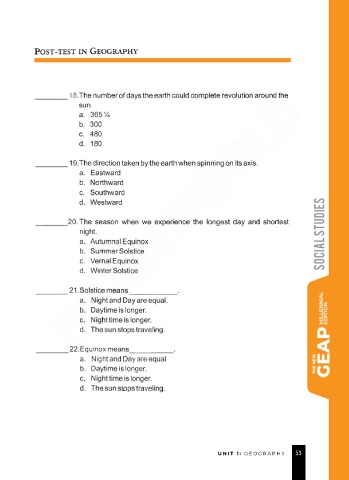 POST-TEST IN GEOGRAPHY
________ 18.The number of days the earth could complete revolution around the
sun.
a. 365 ¼
b. 300
c. 480
d. 180
________ 19.The direction taken by the earth when spinning on its axis.
a. Eastward
b. Northward
c. Southward
d. Westward
________20. The season when we experience the longest day and shortest
night.
a. Autumnal Equinox
b. Summer Solstice
c. Vernal Equinox
d. Winter Solstice
________ 21.Solstice means ____________.
a. Night and Day are equal.
b. Daytime is longer.
c. Night time is longer.
d. The sun stops traveling.
________ 22.Equinox means___________.
a. Night and Day are equal
b. Daytime is longer.
c. Night time is longer.
d. The sun stops traveling.
SOCIAL STUDIES
THE NEW
GEAP
MILLENNIAL
EDITION
UNIT 1: GEOGRAPHY 53